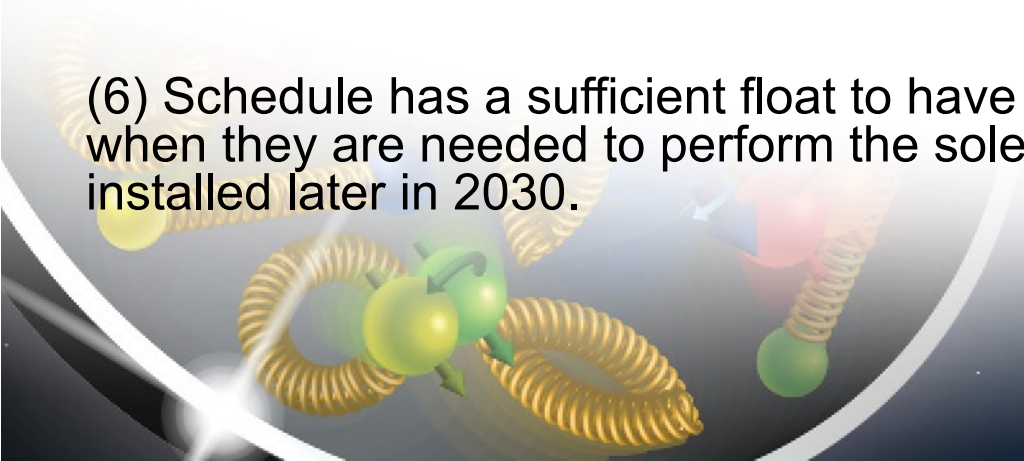 (6) Schedule has a sufficient float to have
when they are needed to perform the sole
installed later in 2030.